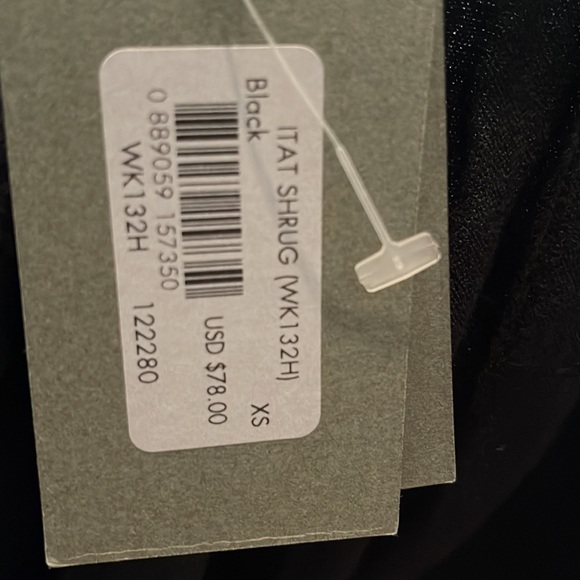 ITAT SHRUG (WK132H)
Black XS
0 889059 157350
USD $78.00
WK132H 122280